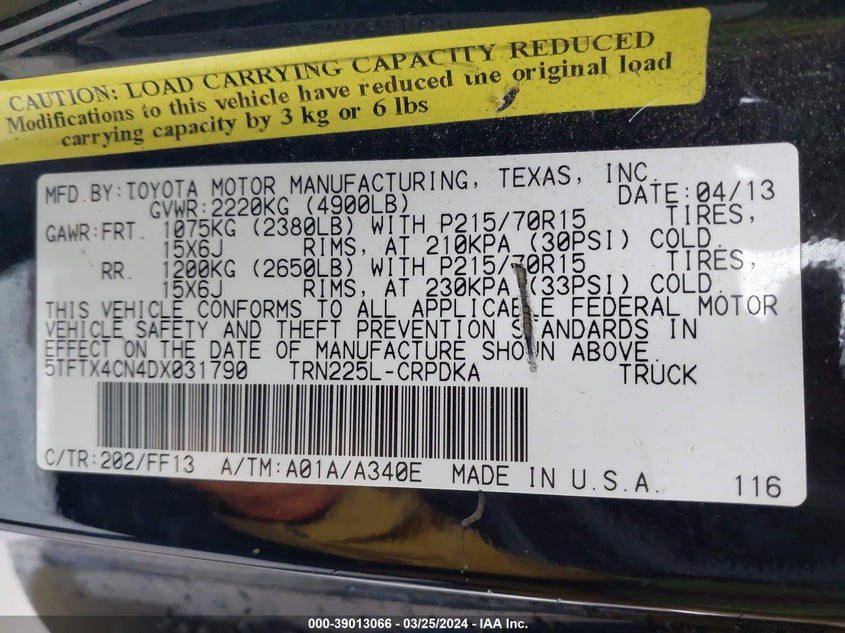 CAUTION: LOAD CARRYING CAPACITY REDUCED
Modifications to this vehicle have reduced the original load
carrying capacity by 3 kg or 6 lbs
MFD.BY:TOYOTA MOTOR MANUFACTURING, TEXAS, INC.
GVWR:2220KG (4900LB) DATE:04/13
GAWR:FRT. 1075KG (2380LB) WITH P215/70R15 TIRES,
15X6J RIMS, AT 210KPA (30PSI) COLD.
RR. 1200KG (2650LB) WITH P215/70R15 TIRES,
15X6J RIMS, AT 230KPA (33PSI) COLD.
THIS VEHICLE CONFORMS TO ALL APPLICABLE FEDERAL MOTOR
VEHICLE SAFETY AND THEFT PREVENTION STANDARDS IN
EFFECT ON THE DATE OF MANUFACTURE SHOWN ABOVE.
5TFTX4CN4DX031790 TRN225L-CRPDKA TRUCK
C/TR:202/FF13 A/TM:A01A/A340E MADE IN U.S.A. 116
000-39013066 — 03/25/2024 — IAA Inc.